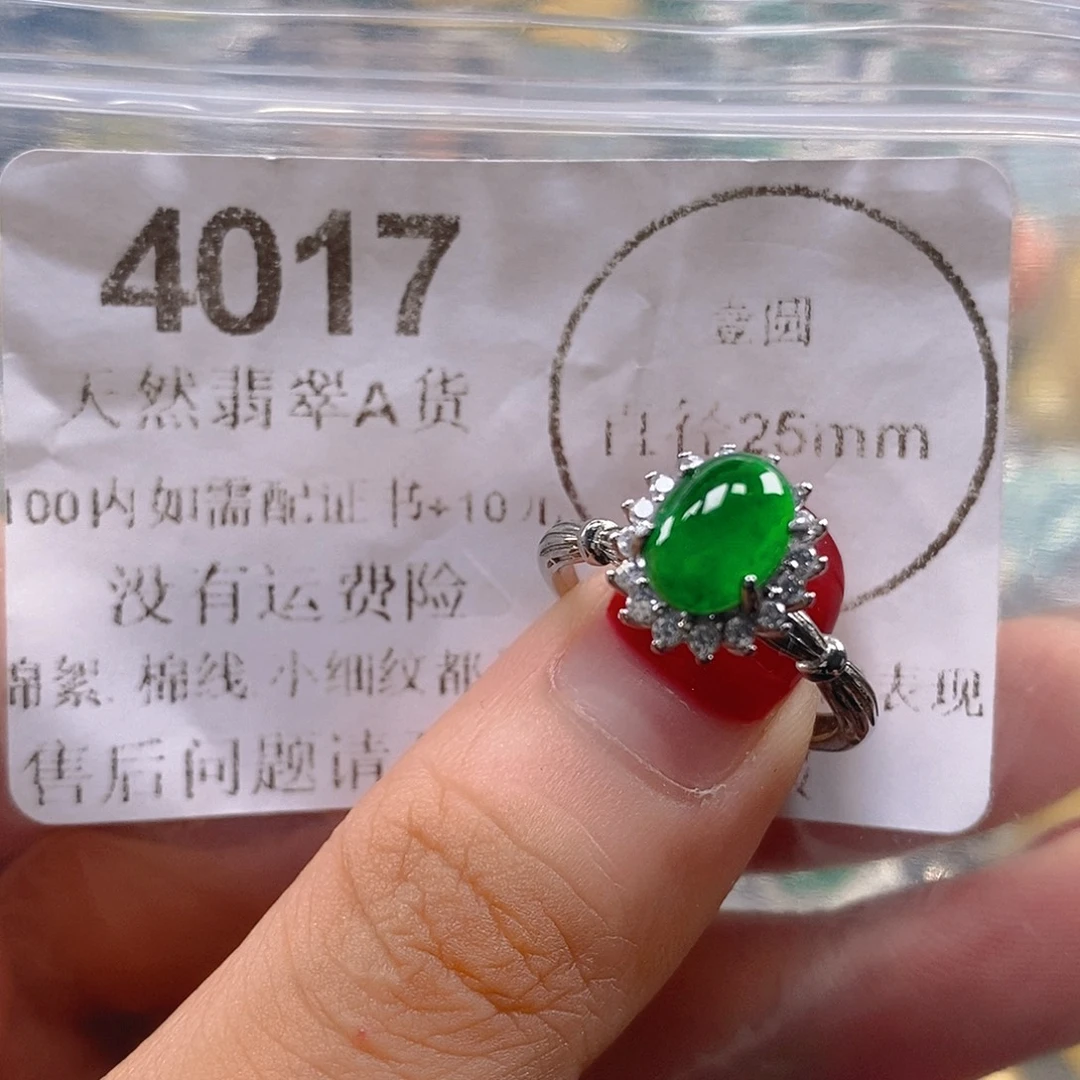 4017
壹圆
天然翡翠A货
直径25mm
100内如需配证书+10元
没有运费险
棉絮 棉线 小细纹都
表现
售后问题请